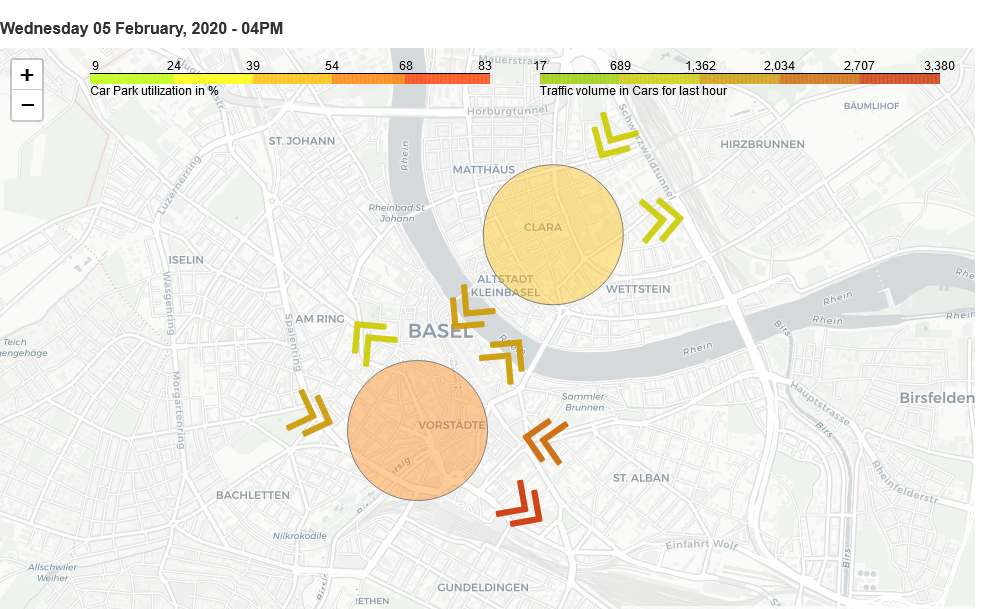 Wednesday 05 February, 2020 - 04PM
+
−
9 24 39 54 68 83
Car Park utilization in %
17 689 1,362 2,034 2,707 3,380
Traffic volume in Cars for last hour
Horburgtunnel
BÄUMLIHOF
Schwarzwaldtunnel
ST. JOHANN
HIRZBRUNNEN
Rhein
MATTHÄUS
Luzernerring
Rheinbad St.
Johann
CLARA
ISELIN
Wasgenring
ALTSTADT
KLEINBASEL
WETTSTEIN
Rhein
Rhein
Rhein
AM RING
Spalenring
BASEL
Birs
Rhein
Teich
Morgartenring
Sammler-
Brunnen
Hauptstrasse
Birsfelden
VORSTÄDTE
Birs
BACHLETTEN
ST. ALBAN
Rheinfelderstr.
Nilkrokodile
Einfahrt Wolf
Birs
Allschwiler
Weiher
GUNDELDINGEN